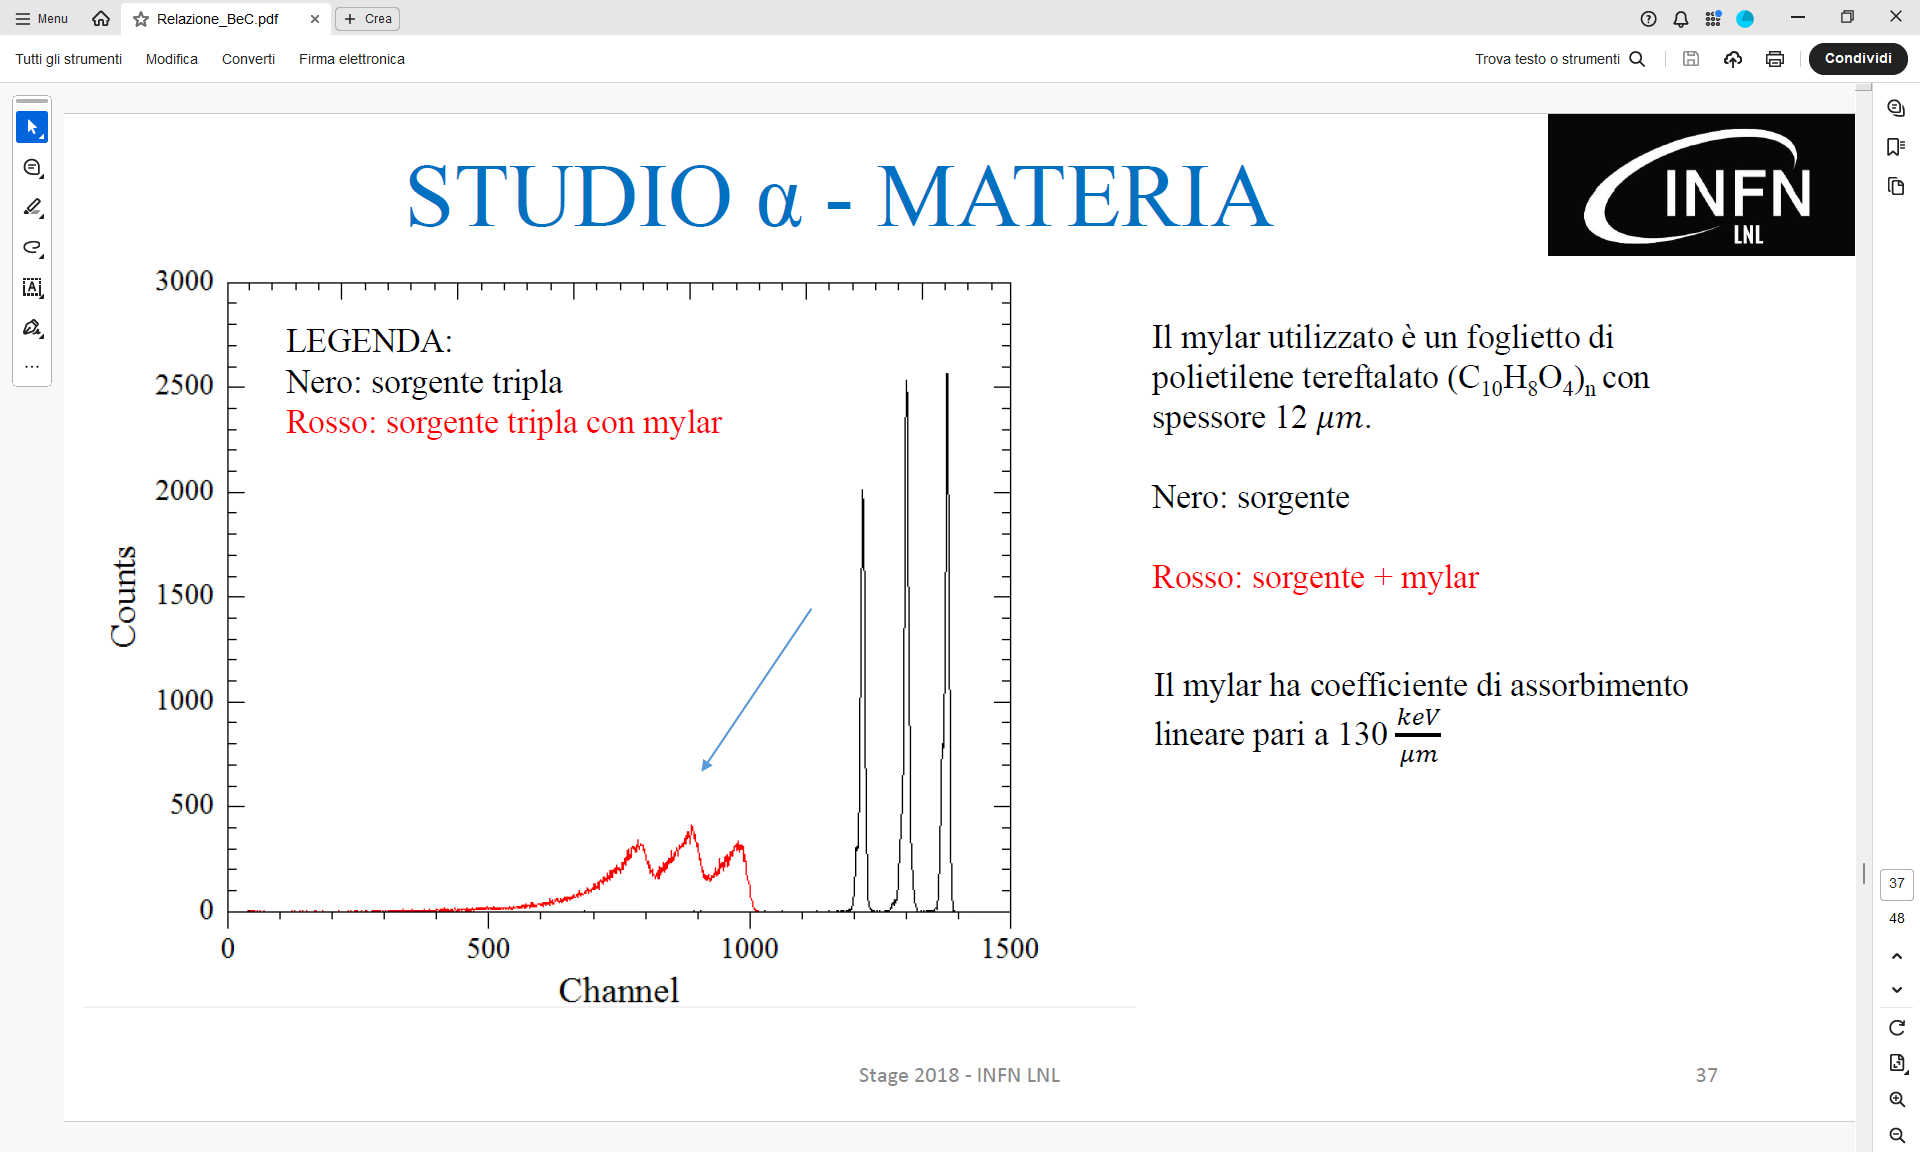 Menu
Relazione_BeC.pdf
Crea
Tutti gli strumenti
Modifica
Converti
Firma elettronica
Trova testo o strumenti
Condividi
STUDIO α - MATERIA
INFN
LNL
3000
2500
2000
1500
1000
500
0
Counts
LEGENDA:
Nero: sorgente tripla
Rosso: sorgente tripla con mylar
0
500
1000
1500
Channel
Il mylar utilizzato è un foglietto di
polietilene tereftalato (C₁₀H₈O₄)ₙ con
spessore 12 μm.
Nero: sorgente
Rosso: sorgente + mylar
Il mylar ha coefficiente di assorbimento
lineare pari a 130 keV/μm
Stage 2018 - INFN LNL
37
37
48